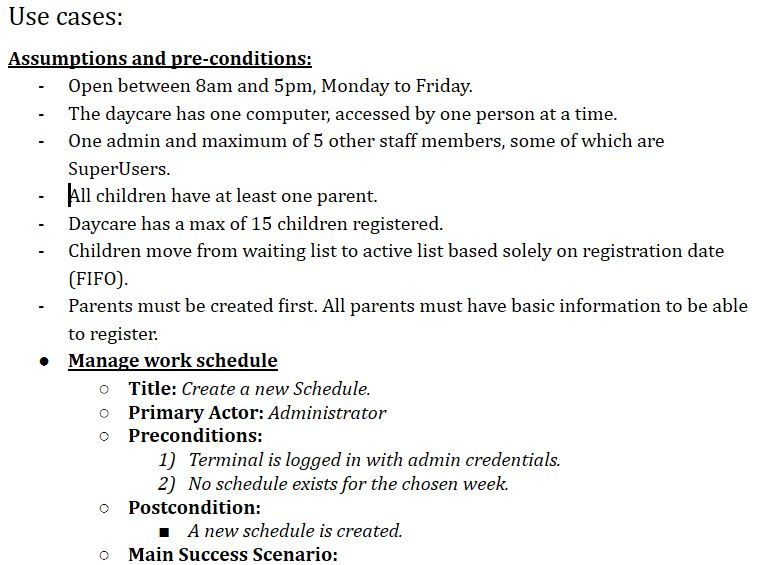 Use cases:
Assumptions and pre-conditions:
- Open between 8am and 5pm, Monday to Friday.
- The daycare has one computer, accessed by one person at a time.
- One admin and maximum of 5 other staff members, some of which are
SuperUsers.
- All children have at least one parent.
- Daycare has a max of 15 children registered.
- Children move from waiting list to active list based solely on registration date
(FIFO).
- Parents must be created first. All parents must have basic information to be able
to register.
● Manage work schedule
○ Title: Create a new Schedule.
○ Primary Actor: Administrator
○ Preconditions:
1) Terminal is logged in with admin credentials.
2) No schedule exists for the chosen week.
○ Postcondition:
■ A new schedule is created.
○ Main Success Scenario: